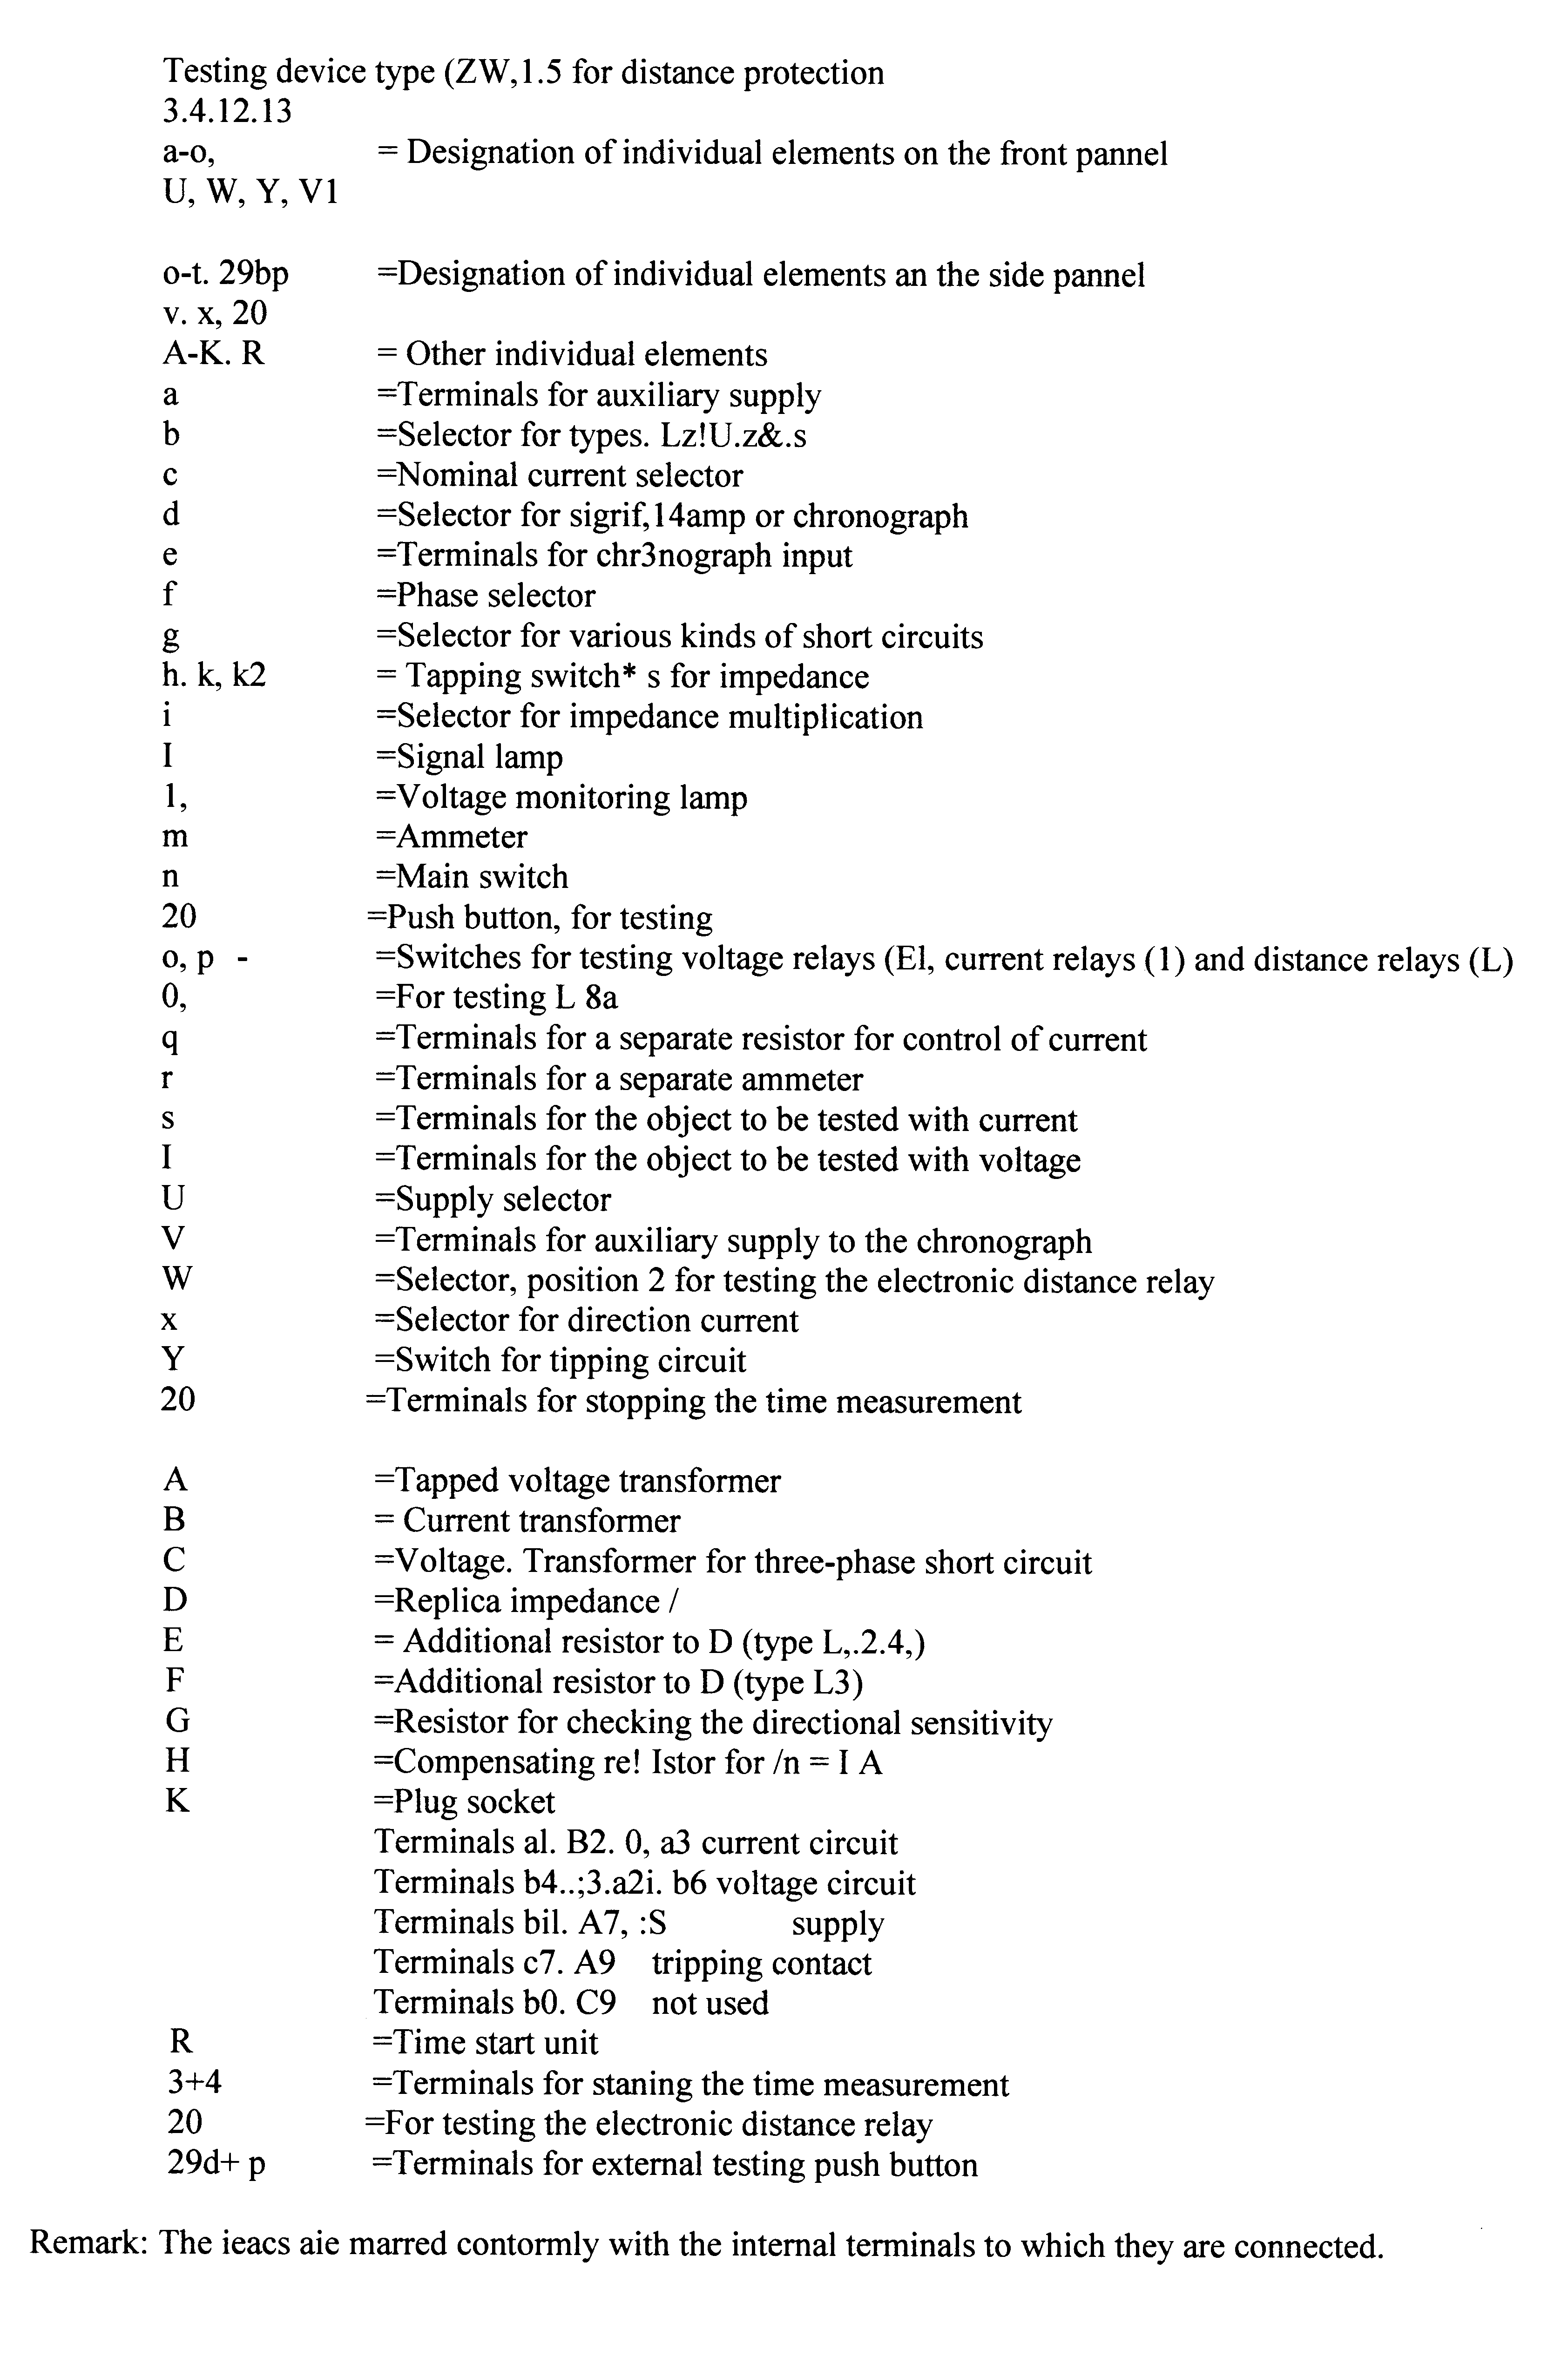 Testing device type (ZW,1.5 for distance protection
3.4.12.13
a-o, = Designation of individual elements on the front pannel
U, W, Y, V1
o-t. 29bp =Designation of individual elements an the side pannel
v. x, 20
A-K. R = Other individual elements
a =Terminals for auxiliary supply
b =Selector for types. Lz!U.z&.s
c =Nominal current selector
d =Selector for sigrif,14amp or chronograph
e =Terminals for chr3nograph input
f =Phase selector
g =Selector for various kinds of short circuits
h. k, k2 = Tapping switch* s for impedance
i =Selector for impedance multiplication
I =Signal lamp
1, =Voltage monitoring lamp
m =Ammeter
n =Main switch
20 =Push button, for testing
o, p - =Switches for testing voltage relays (El, current relays (1) and distance relays (L)
0, =For testing L 8a
q =Terminals for a separate resistor for control of current
r =Terminals for a separate ammeter
s =Terminals for the object to be tested with current
I =Terminals for the object to be tested with voltage
U =Supply selector
V =Terminals for auxiliary supply to the chronograph
W =Selector, position 2 for testing the electronic distance relay
x =Selector for direction current
Y =Switch for tipping circuit
20 =Terminals for stopping the time measurement
A =Tapped voltage transformer
B = Current transformer
C =Voltage. Transformer for three-phase short circuit
D =Replica impedance /
E = Additional resistor to D (type L,.2.4,)
F =Additional resistor to D (type L3)
G =Resistor for checking the directional sensitivity
H =Compensating re! Istor for /n = I A
K =Plug socket
Terminals al. B2. 0, a3 current circuit
Terminals b4..;3.a2i. b6 voltage circuit
Terminals bil. A7, :S supply
Terminals c7. A9 tripping contact
Terminals b0. C9 not used
R =Time start unit
3+4 =Terminals for staning the time measurement
20 =For testing the electronic distance relay
29d+ p =Terminals for external testing push button
Remark: The ieacs aie marred contormly with the internal terminals to which they are connected.